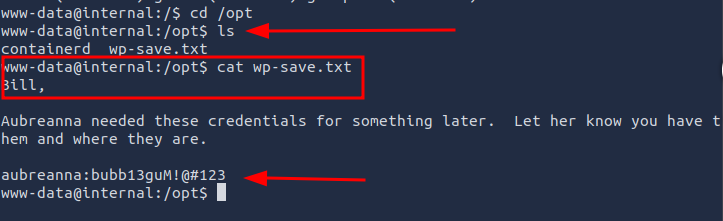 www-data@internal:/$ cd /opt
www-data@internal:/opt$ ls
containerd  wp-save.txt
www-data@internal:/opt$ cat wp-save.txt
Bill,
Aubreanna needed these credentials for something later.  Let her know you have t
hem and where they are.
aubreanna:bubb13guM!@#123
www-data@internal:/opt$